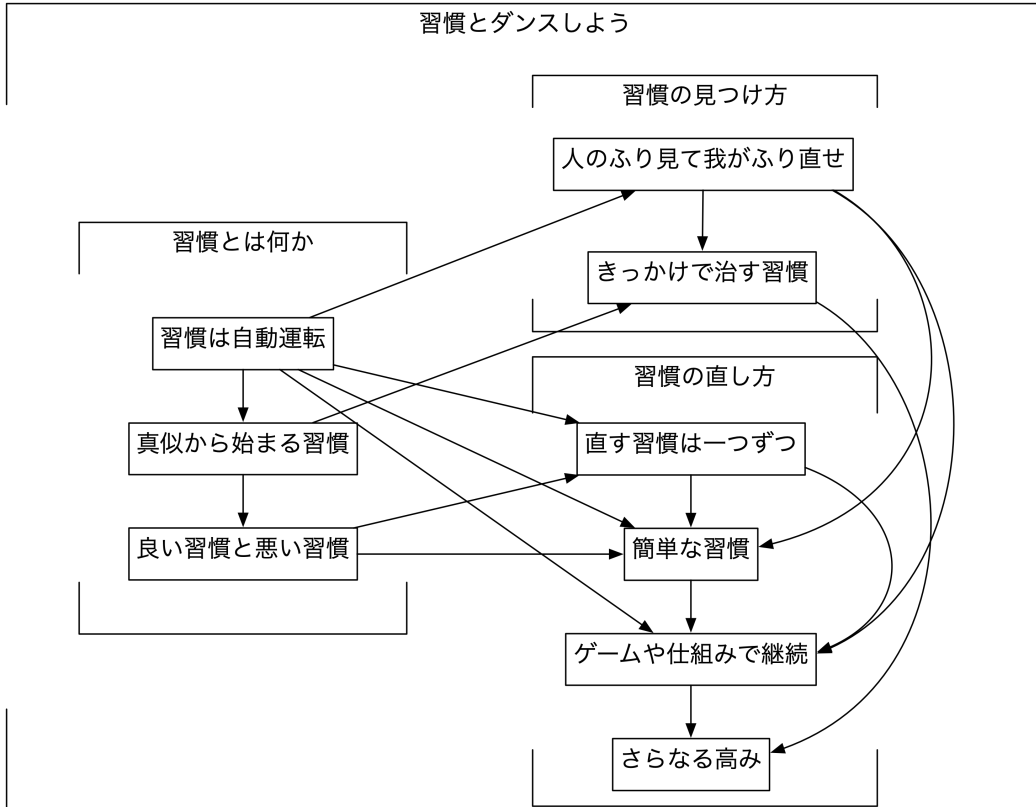 習慣とダンスしよう
習慣の見つけ方
人のふり見て我がふり直せ
きっかけで治す習慣
習慣とは何か
習慣は自動運転
真似から始まる習慣
良い習慣と悪い習慣
習慣の直し方
直す習慣は一つずつ
簡単な習慣
ゲームや仕組みで継続
さらなる高み